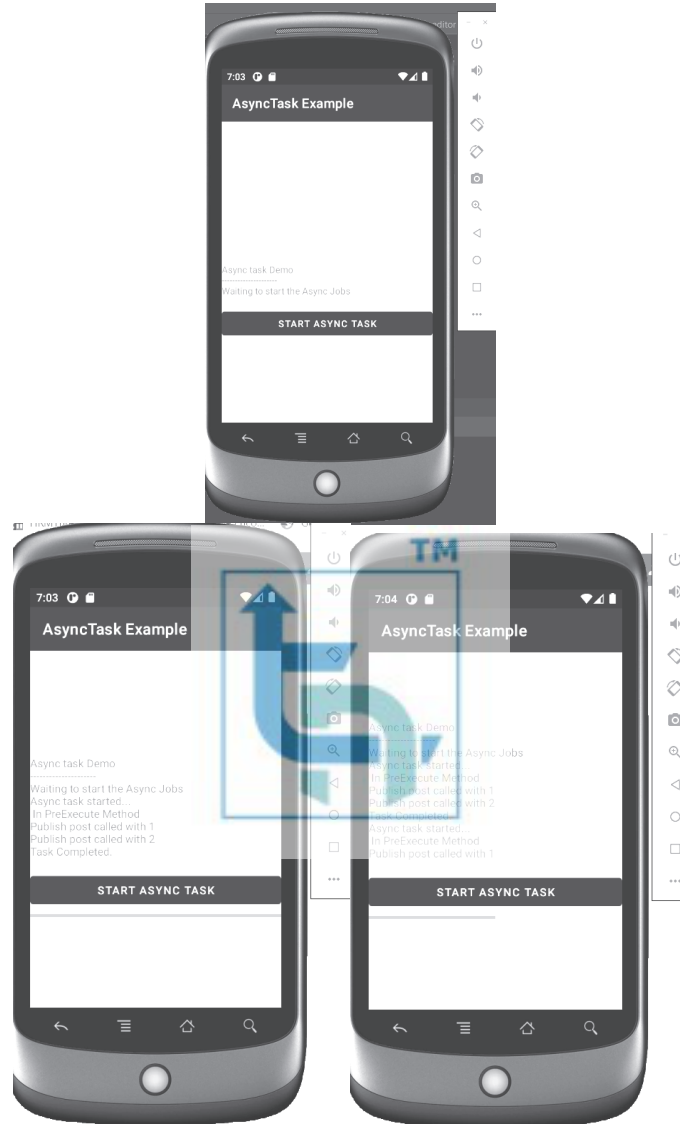 editor
7:03
AsyncTask Example
Async task Demo
--------------------
Waiting to start the Async Jobs
START ASYNC TASK
TM
7:03
AsyncTask Example
Async task Demo
--------------------
Waiting to start the Async Jobs
Async task started...
In PreExecute Method
Publish post called with 1
Publish post called with 2
Task Completed.
START ASYNC TASK
7:04
AsyncTask Example
Async task Demo
Waiting to start the Async Jobs
Async task started...
In PreExecute Method
Publish post called with 1
Publish post called with 2
Task Completed.
Async task started...
In PreExecute Method
Publish post called with 1
START ASYNC TASK